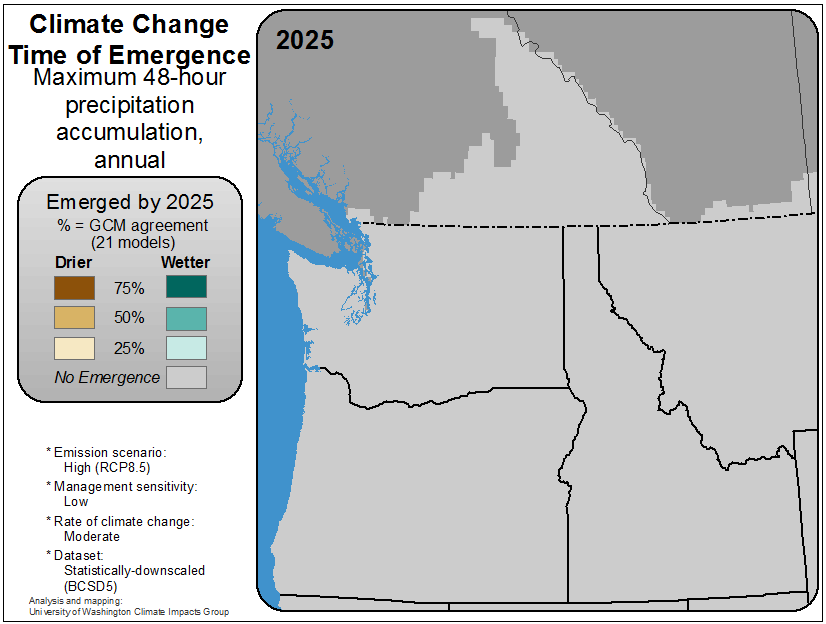 Climate Change
Time of Emergence
Maximum 48-hour
precipitation
accumulation,
annual
2025
Emerged by 2025
% = GCM agreement
(21 models)
Drier Wetter
75%
50%
25%
No Emergence
* Emission scenario:
High (RCP8.5)
* Management sensitivity:
Low
* Rate of climate change:
Moderate
* Dataset:
Statistically-downscaled
(BCSD5)
Analysis and mapping:
University of Washington Climate Impacts Group